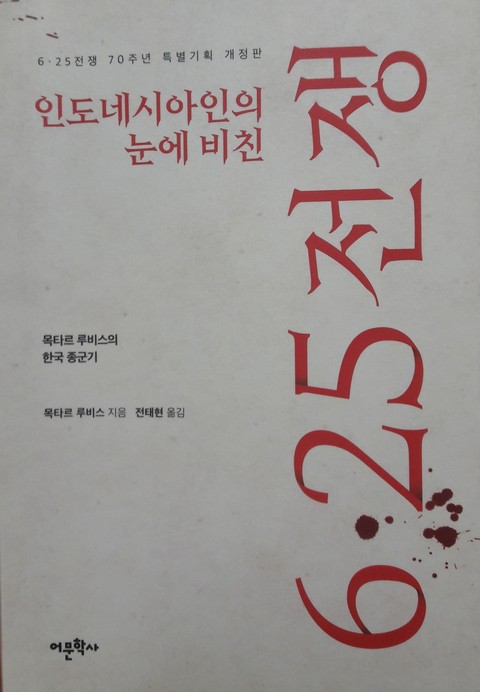 6·25전쟁 70주년 특별기획 개정판
인도네시아인의
눈에 비친
6·25전쟁
목타르 루비스의
한국 종군기
목타르 루비스 지음 전태현 옮김
어문학사